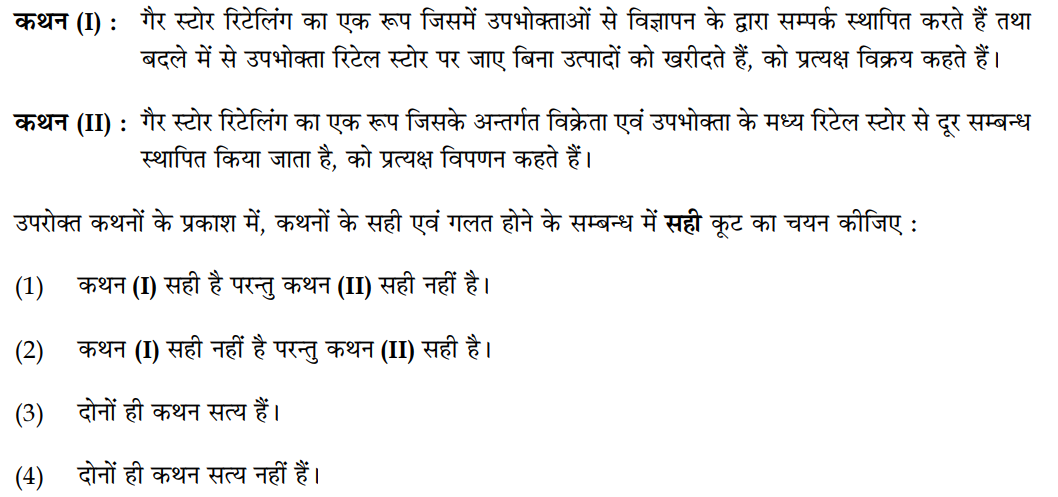 कथन (I) : गैर स्टोर रिटेलिंग का एक रूप जिसमें उपभोक्ताओं से विज्ञापन के द्वारा सम्पर्क स्थापित करते हैं तथा
बदले में से उपभोक्ता रिटेल स्टोर पर जाए बिना उत्पादों को खरीदते हैं, को प्रत्यक्ष विक्रय कहते हैं।
कथन (II) : गैर स्टोर रिटेलिंग का एक रूप जिसके अन्तर्गत विक्रेता एवं उपभोक्ता के मध्य रिटेल स्टोर से दूर सम्बन्ध
स्थापित किया जाता है, को प्रत्यक्ष विपणन कहते हैं।
उपरोक्त कथनों के प्रकाश में, कथनों के सही एवं गलत होने के सम्बन्ध में सही कूट का चयन कीजिए :
(1) कथन (I) सही है परन्तु कथन (II) सही नहीं है।
(2) कथन (I) सही नहीं है परन्तु कथन (II) सही है।
(3) दोनों ही कथन सत्य हैं।
(4) दोनों ही कथन सत्य नहीं हैं।